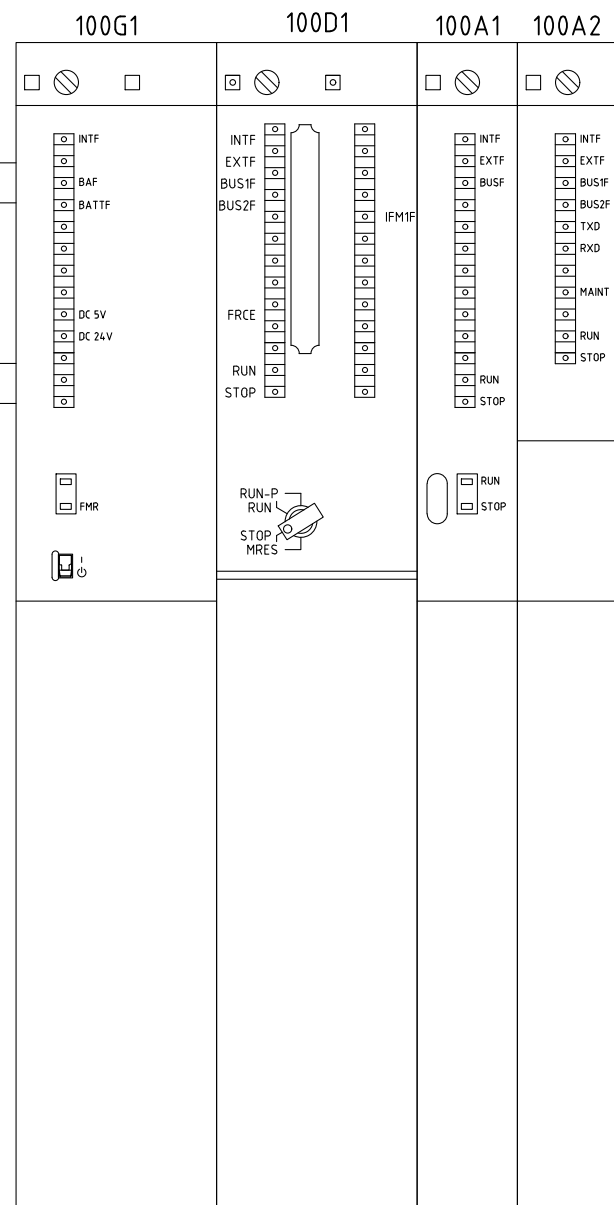 100G1
100D1
100A1
100A2
INTF
BAF
BATTF
DC 5V
DC 24V
FMR
INTF
EXTF
BUS1F
BUS2F
IFM1F
FRCE
RUN
STOP
RUN-P
RUN
STOP
MRES
INTF
EXTF
BUSF
RUN
STOP
RUN
STOP
INTF
EXTF
BUS1F
BUS2F
TXD
RXD
MAINT
RUN
STOP